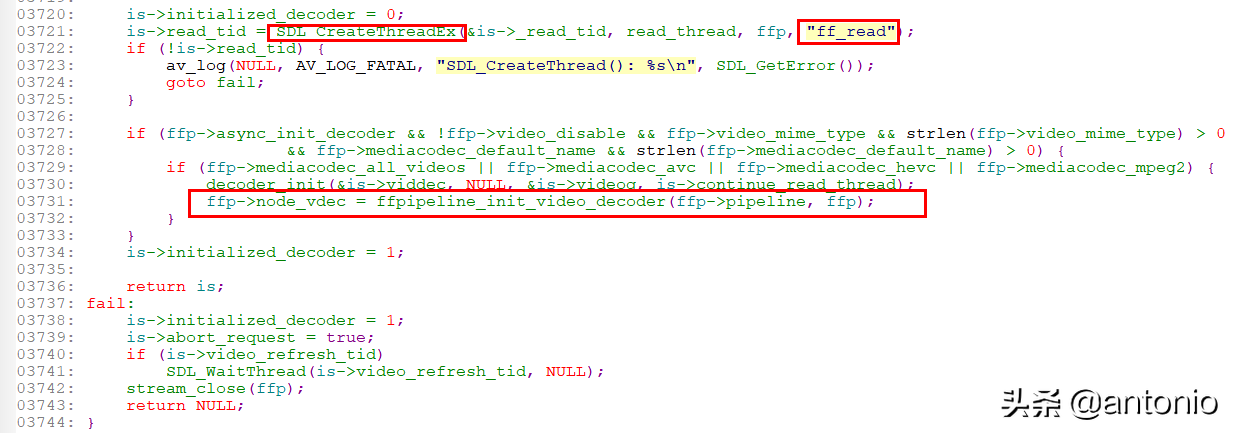 03720:     is->initialized_decoder = 0;
03721:     is->read_tid = SDL_CreateThreadEx(&is->_read_tid, read_thread, ffp, "ff_read");
03722:     if (!is->read_tid) {
03723:         av_log(NULL, AV_LOG_FATAL, "SDL_CreateThread(): %s\n", SDL_GetError());
03724:         goto fail;
03725:     }
03726:
03727:     if (ffp->async_init_decoder && !ffp->video_disable && ffp->video_mime_type && strlen(ffp->video_mime_type) > 0
03728:                     && ffp->mediacodec_default_name && strlen(ffp->mediacodec_default_name) > 0) {
03729:         if (ffp->mediacodec_all_videos || ffp->mediacodec_avc || ffp->mediacodec_hevc || ffp->mediacodec_mpeg2) {
03730:             decoder_init(&is->viddec, NULL, &is->videoq, is->continue_read_thread);
03731:             ffp->node_vdec = ffpipeline_init_video_decoder(ffp->pipeline, ffp);
03732:         }
03733:     }
03734:     is->initialized_decoder = 1;
03735:
03736:     return is;
03737: fail:
03738:     is->initialized_decoder = 1;
03739:     is->abort_request = true;
03740:     if (is->video_refresh_tid)
03741:         SDL_WaitThread(is->video_refresh_tid, NULL);
03742:     stream_close(ffp);
03743:     return NULL;
03744: }
头条 @antonio